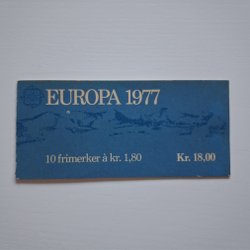 EUROPA 1977
10 frimerker à kr. 1,80 Kr. 18,00